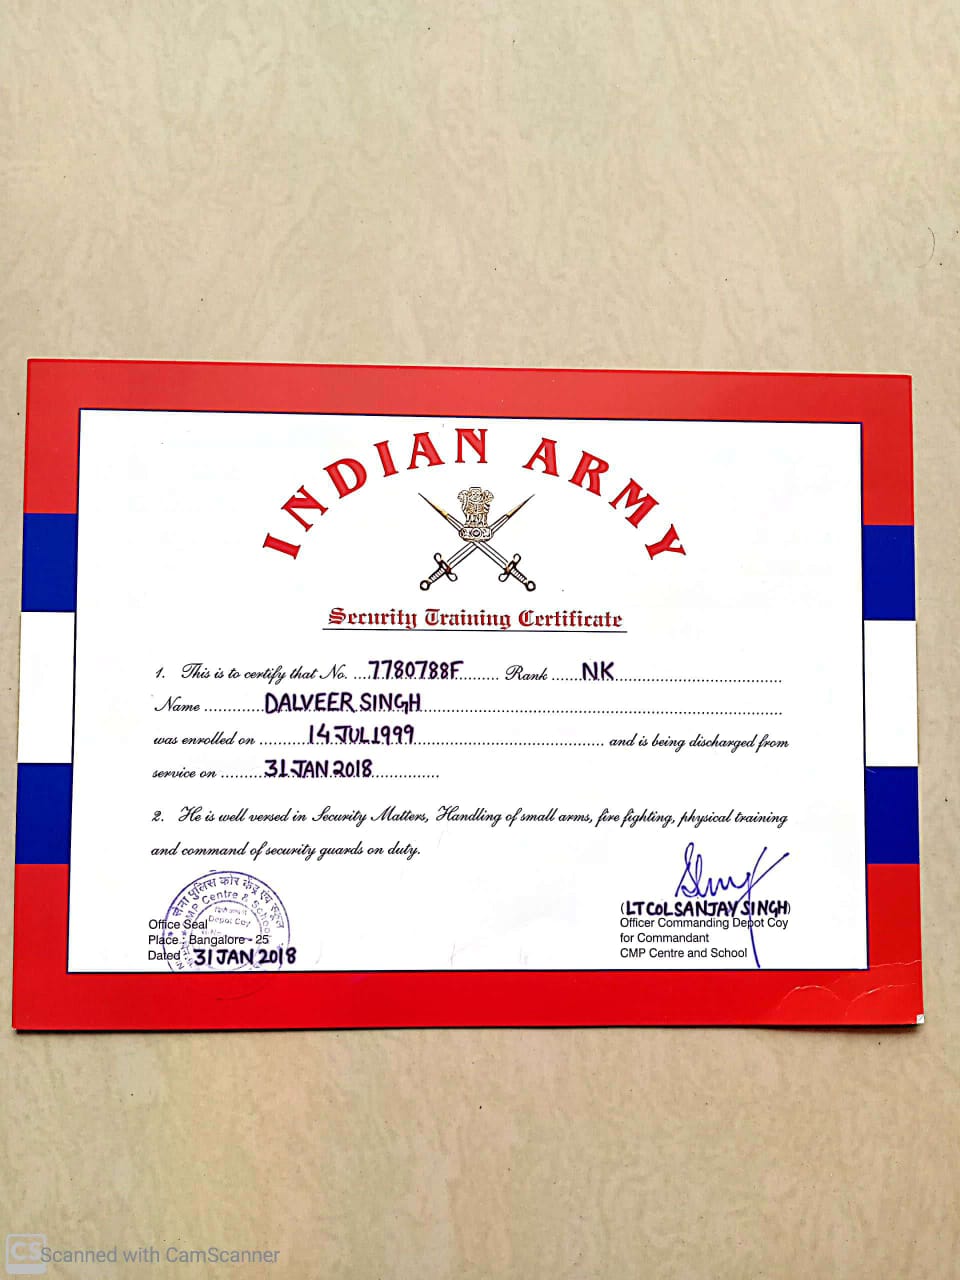 INDIAN ARMY
Security Training Certificate
1. This is to certify that No. ...7780788F......... Rank ......NK..........
Name ............DALVEER SINGH..........
was enrolled on ..........14 JUL 1999.......... and is being discharged from
service on .........31 JAN 2018..........
2. He is well versed in Security Matters, Handling of small arms, fire fighting, physical training
and command of security guards on duty.
सेना पुलिस कोर केंद्र एवं स्कूल
CMP Centre & School
Depot Coy
Office Seal
Place : Bangalore - 25
Dated 31 JAN 2018
(LT COL SANJAY SINGH)
Officer Commanding Depot Coy
for Commandant
CMP Centre and School
CS Scanned with CamScanner